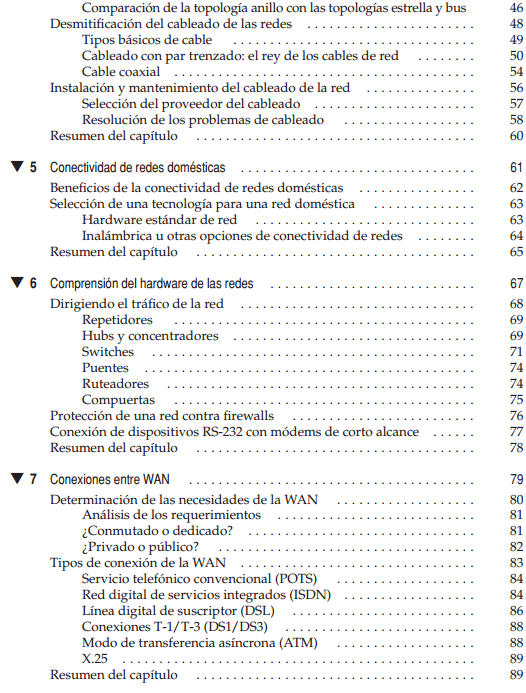 Comparación de la topología anillo con las topologías estrella y bus 46
Desmitificación del cableado de las redes . . . . . . . . . . . . . . . . . . 48
Tipos básicos de cable . . . . . . . . . . . . . . . . . . . . . . . . . . 49
Cableado con par trenzado: el rey de los cables de red . . . . . . . . 50
Cable coaxial . . . . . . . . . . . . . . . . . . . . . . . . . . . . . . . . 54
Instalación y mantenimiento del cableado de la red . . . . . . . . . . . . . 56
Selección del proveedor del cableado . . . . . . . . . . . . . . . . . 57
Resolución de los problemas de cableado . . . . . . . . . . . . . . 58
Resumen del capítulo . . . . . . . . . . . . . . . . . . . . . . . . . . . . . . 60
▼ 5 Conectividad de redes domésticas . . . . . . . . . . . . . . . . . . . . . . . . . 61
Beneficios de la conectividad de redes domésticas . . . . . . . . . . . . . . 62
Selección de una tecnología para una red doméstica . . . . . . . . . . . . . 63
Hardware estándar de red . . . . . . . . . . . . . . . . . . . . . . . 63
Inalámbrica u otras opciones de conectividad de redes . . . . . . . . 64
Resumen del capítulo . . . . . . . . . . . . . . . . . . . . . . . . . . . . . . 65
▼ 6 Comprensión del hardware de las redes . . . . . . . . . . . . . . . . . . . . . . 67
Dirigiendo el tráfico de la red . . . . . . . . . . . . . . . . . . . . . . . . . . 68
Repetidores . . . . . . . . . . . . . . . . . . . . . . . . . . . . . . . . 69
Hubs y concentradores . . . . . . . . . . . . . . . . . . . . . . . . . . 69
Switches . . . . . . . . . . . . . . . . . . . . . . . . . . . . . . . . . . 71
Puentes . . . . . . . . . . . . . . . . . . . . . . . . . . . . . . . . . . . 74
Ruteadores . . . . . . . . . . . . . . . . . . . . . . . . . . . . . . . . . 74
Compuertas . . . . . . . . . . . . . . . . . . . . . . . . . . . . . . . . 75
Protección de una red contra firewalls . . . . . . . . . . . . . . . . . . . . 76
Conexión de dispositivos RS-232 con módems de corto alcance . . . . . . 77
Resumen del capítulo . . . . . . . . . . . . . . . . . . . . . . . . . . . . . . 78
▼ 7 Conexiones entre WAN . . . . . . . . . . . . . . . . . . . . . . . . . . . . . . 79
Determinación de las necesidades de la WAN . . . . . . . . . . . . . . . . 80
Análisis de los requerimientos . . . . . . . . . . . . . . . . . . . . . 81
¿Conmutado o dedicado? . . . . . . . . . . . . . . . . . . . . . . . . 81
¿Privado o público? . . . . . . . . . . . . . . . . . . . . . . . . . . . 82
Tipos de conexión de la WAN . . . . . . . . . . . . . . . . . . . . . . . . . . 83
Servicio telefónico convencional (POTS) . . . . . . . . . . . . . . . 84
Red digital de servicios integrados (ISDN) . . . . . . . . . . . . . . . 84
Línea digital de suscriptor (DSL) . . . . . . . . . . . . . . . . . . . . 86
Conexiones T-1/T-3 (DS1/DS3) . . . . . . . . . . . . . . . . . . . . . 88
Modo de transferencia asíncrona (ATM) . . . . . . . . . . . . . . . 88
X.25 . . . . . . . . . . . . . . . . . . . . . . . . . . . . . . . . . . . . 89
Resumen del capítulo . . . . . . . . . . . . . . . . . . . . . . . . . . . . . . 89